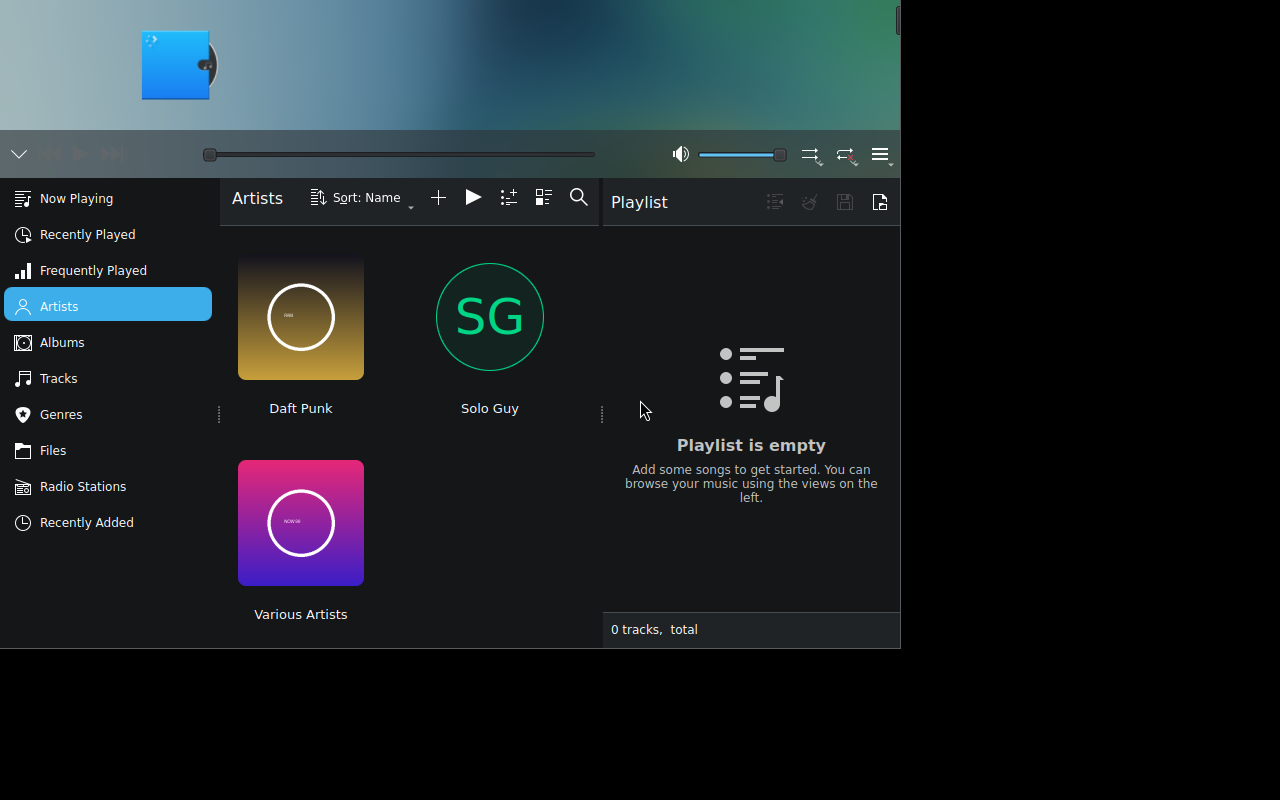 Now Playing
Recently Played
Frequently Played
Artists
Albums
Tracks
Genres
Files
Radio Stations
Recently Added
Artists
Sort: Name
Daft Punk
SG
Solo Guy
Various Artists
Playlist
Playlist is empty
Add some songs to get started. You can
browse your music using the views on the
left.
0 tracks,  total